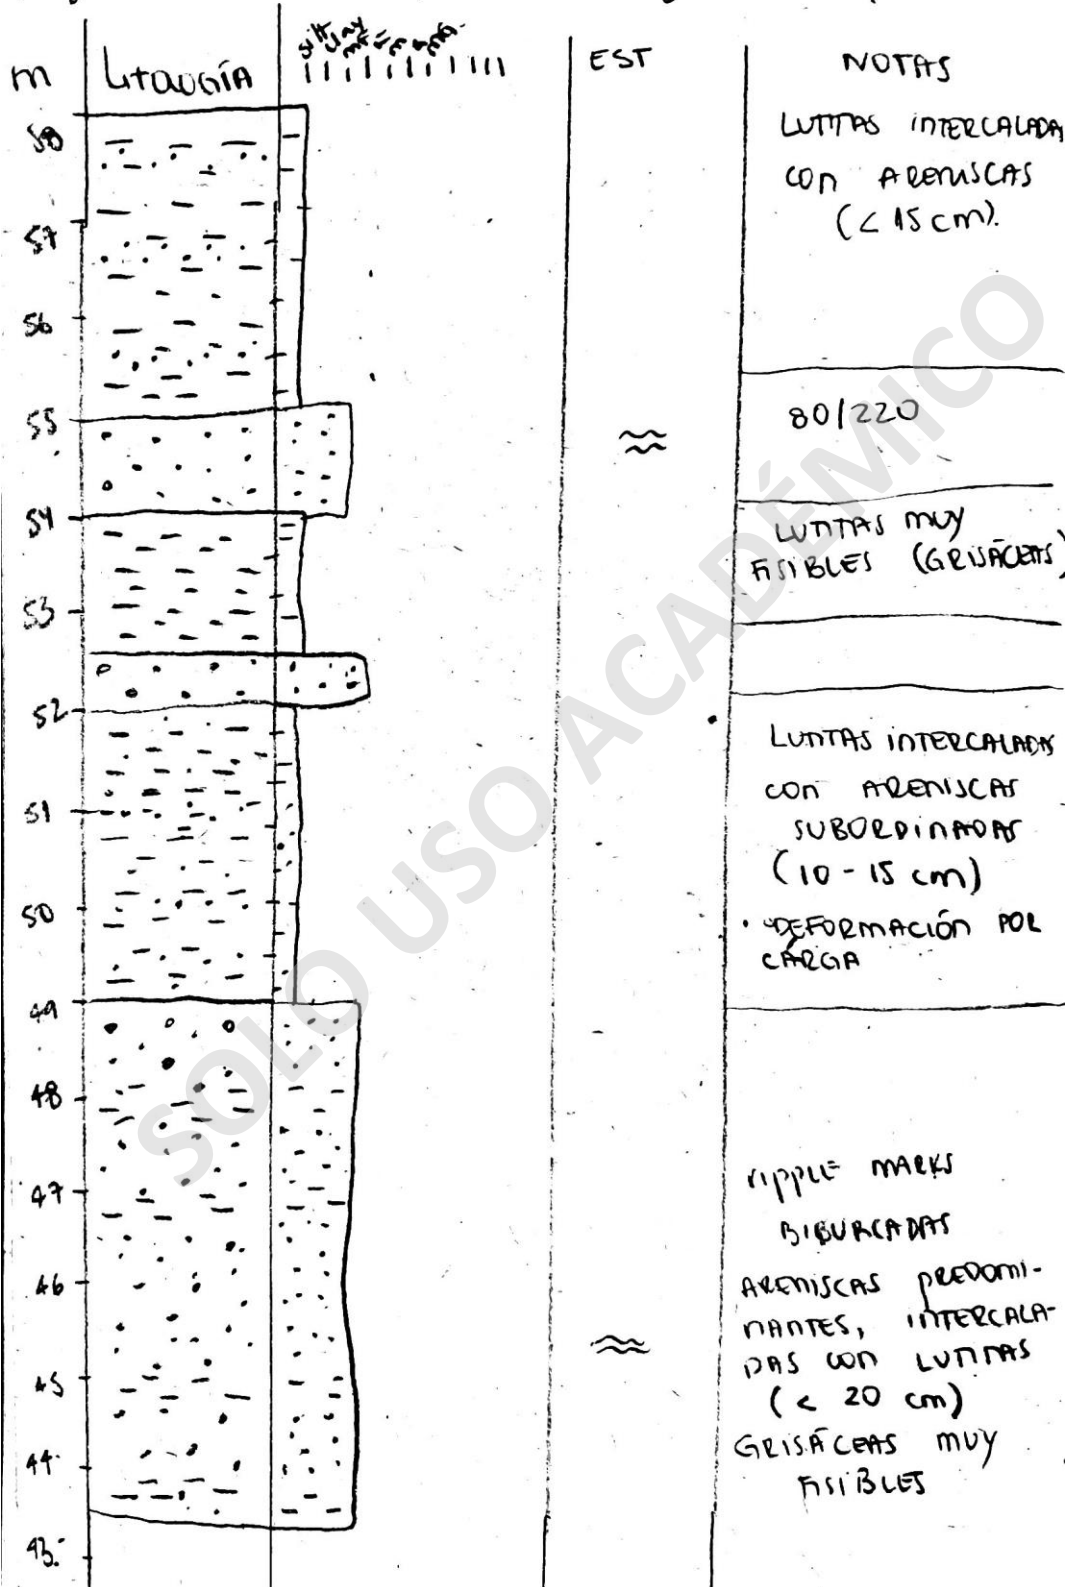 m
LITOLOGÍA
silt
EST
NOTAS
58
57
56
55
54
53
52
51
50
49
48
47
46
45
44
43
LUTITAS INTERCALADA
CON ARENISCAS
(< 15 cm).
80/220
LUTITAS MUY
FISIBLES (GRISÁCEAS)
LUTITAS INTERCALADAS
CON ARENISCAS
SUBORDINADAS
(10 - 15 cm)
• DEFORMACIÓN POR
CÁRGA
RIPPLE MARKS
BIBURCADAS
ARENISCAS PREDOMI-
NANTES, INTERCALA-
DAS CON LUTITAS
(< 20 cm)
GRISÁCEAS MUY
FISIBLES
SOLO USO ACADÉMICO